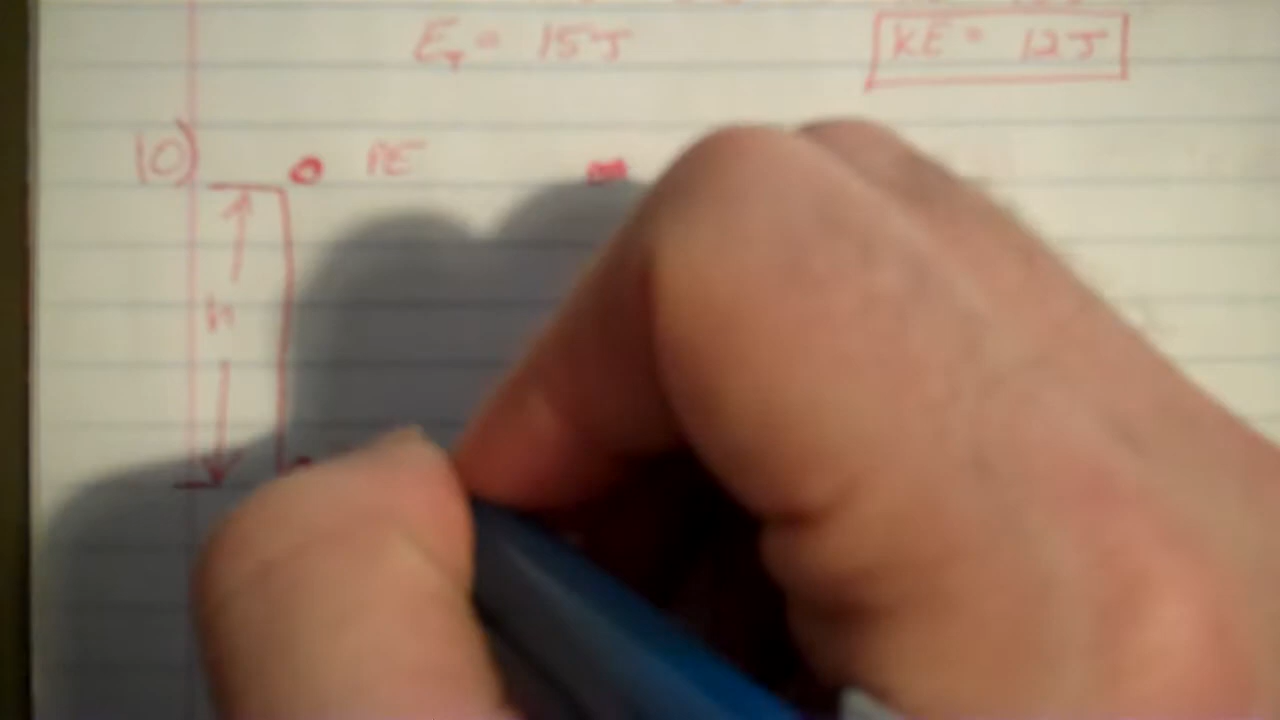 E_T = 15J
KE = 12J
10) PE
h